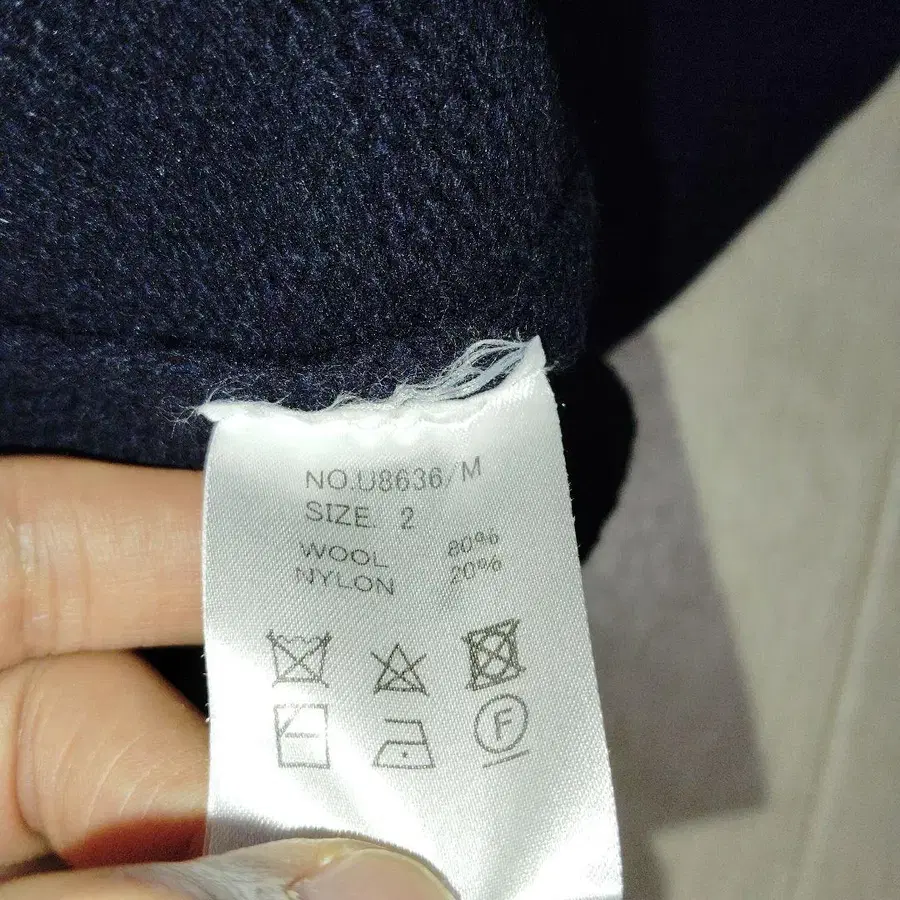 NO.U8636/M
SIZE. 2
WOOL 80%
NYLON 20%
F